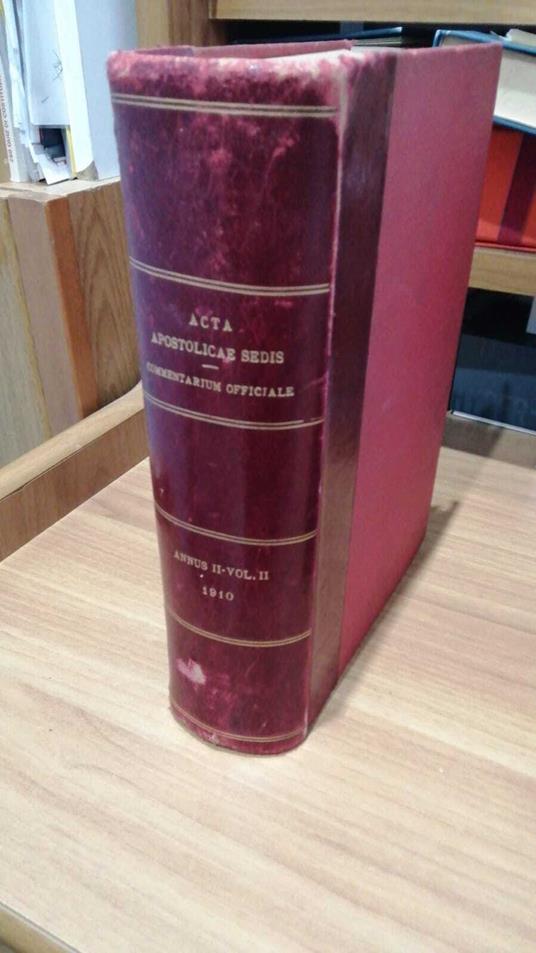 ACTA
APOSTOLICAE SEDIS
COMMENTARIUM OFFICIALE
ANNUS II-VOL. II
1910